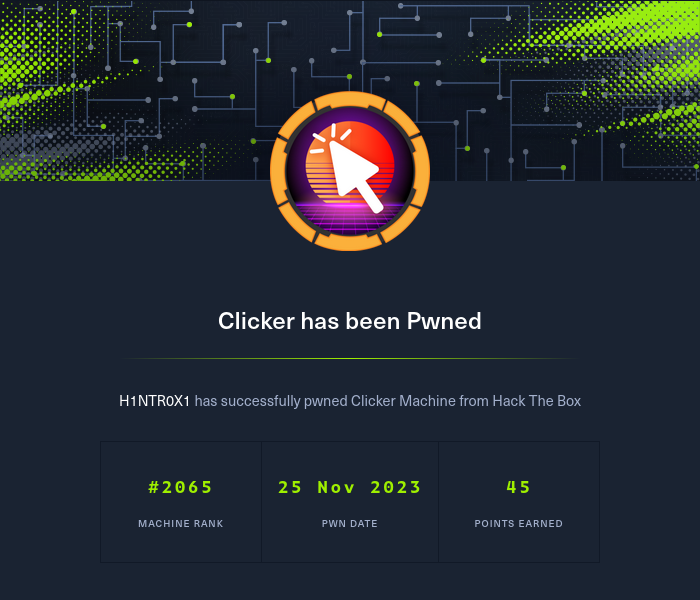 Clicker has been Pwned
H1NTR0X1 has successfully pwned Clicker Machine from Hack The Box
#2065
25 Nov 2023
45
MACHINE RANK
PWN DATE
POINTS EARNED